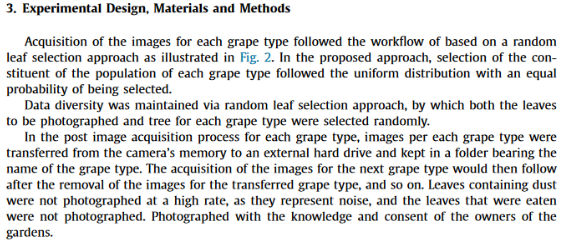 3. Experimental Design, Materials and Methods
Acquisition of the images for each grape type followed the workflow of based on a random
leaf selection approach as illustrated in Fig. 2. In the proposed approach, selection of the con-
stituent of the population of each grape type followed the uniform distribution with an equal
probability of being selected.
Data diversity was maintained via random leaf selection approach, by which both the leaves
to be photographed and tree for each grape type were selected randomly.
In the post image acquisition process for each grape type, images per each grape type were
transferred from the camera's memory to an external hard drive and kept in a folder bearing the
name of the grape type. The acquisition of the images for the next grape type would then follow
after the removal of the images for the transferred grape type, and so on. Leaves containing dust
were not photographed at a high rate, as they represent noise, and the leaves that were eaten
were not photographed. Photographed with the knowledge and consent of the owners of the
gardens.